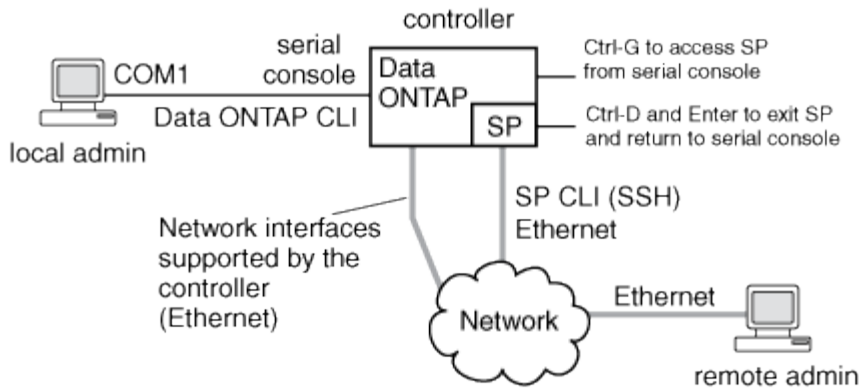 controller
serial
console
COM1
Data ONTAP CLI
local admin
Data
ONTAP
SP
Ctrl-G to access SP
from serial console
Ctrl-D and Enter to exit SP
and return to serial console
SP CLI (SSH)
Ethernet
Network interfaces
supported by the
controller
(Ethernet)
Network
Ethernet
remote admin